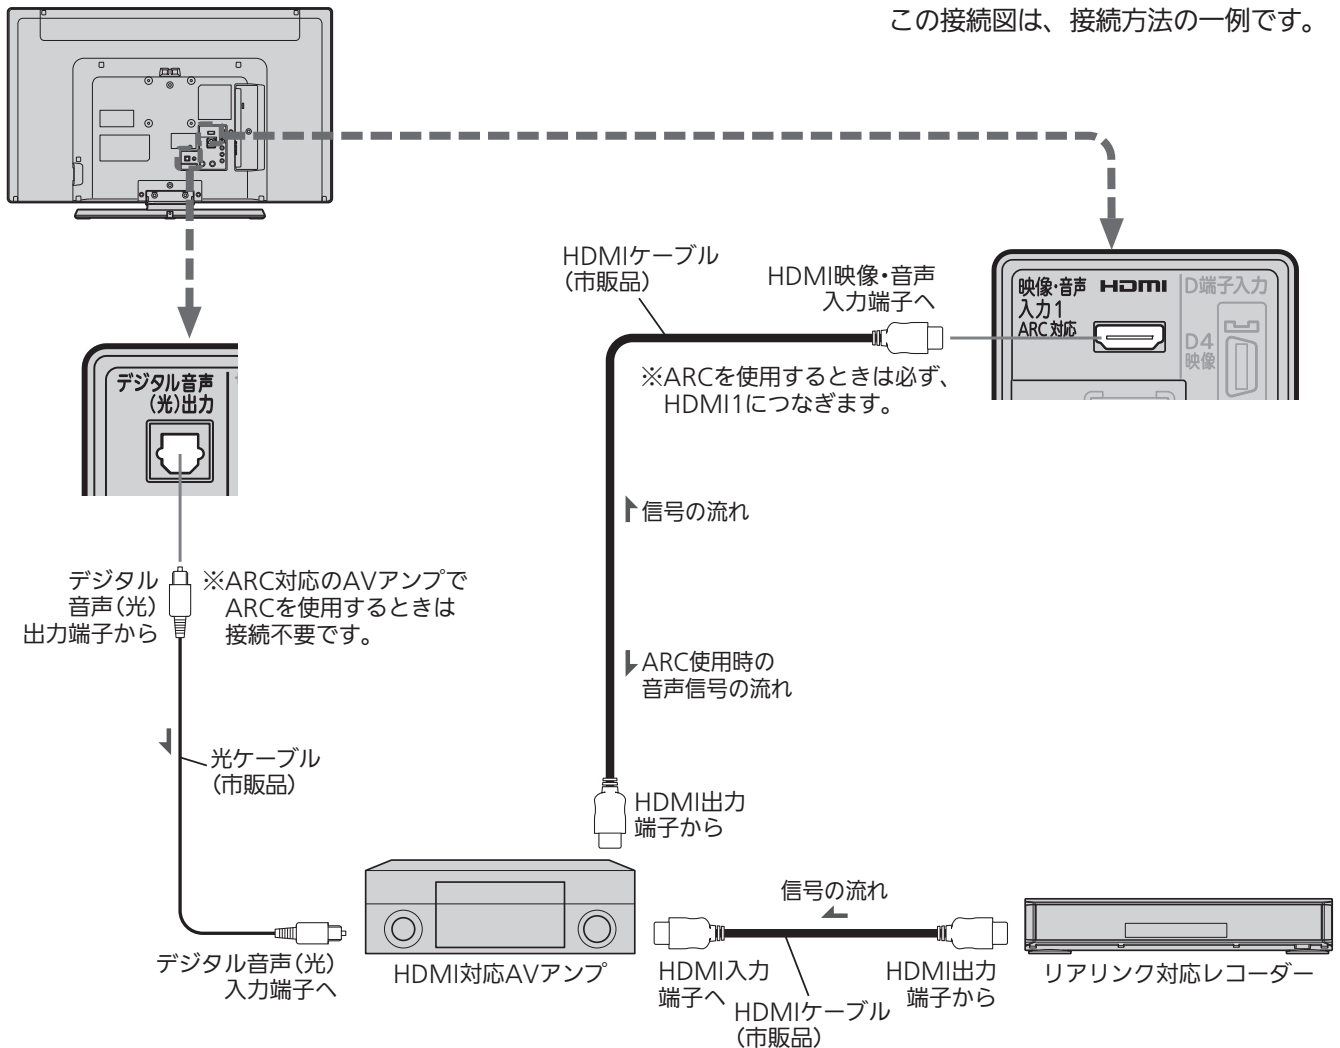 この接続図は、接続方法の一例です。
HDMIケーブル
(市販品)
HDMI映像・音声
入力端子へ
映像・音声
入力1
ARC対応
HDMI
D端子入力
D4
映像
※ARCを使用するときは必ず、
HDMI1につなぎます。
デジタル音声
(光)出力
信号の流れ
デジタル
音声(光)
出力端子から
※ARC対応のAVアンプで
ARCを使用するときは
接続不要です。
ARC使用時の
音声信号の流れ
光ケーブル
(市販品)
HDMI出力
端子から
信号の流れ
デジタル音声(光)
入力端子へ
HDMI対応AVアンプ
HDMI入力
端子へ
HDMIケーブル
(市販品)
HDMI出力
端子から
リアリンク対応レコーダー